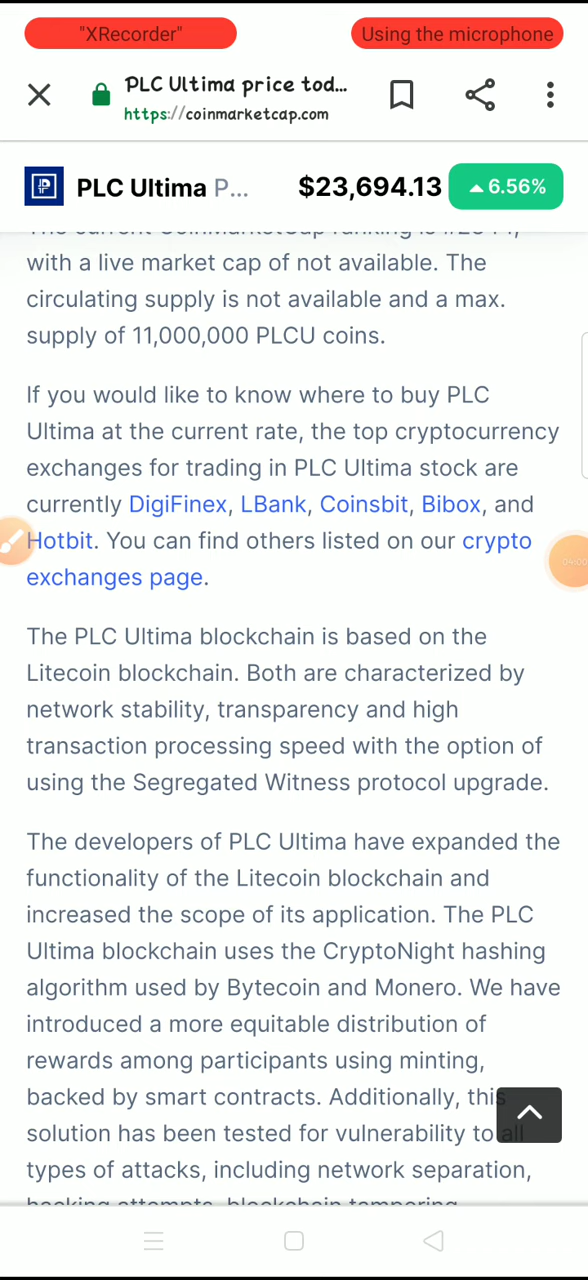 "XRecorder"
Using the microphone
PLC Ultima price tod...
https://coinmarketcap.com
PLC Ultima P...
$23,694.13
6.56%
with a live market cap of not available. The
circulating supply is not available and a max.
supply of 11,000,000 PLCU coins.
If you would like to know where to buy PLC
Ultima at the current rate, the top cryptocurrency
exchanges for trading in PLC Ultima stock are
currently DigiFinex, LBank, Coinsbit, Bibox, and
Hotbit. You can find others listed on our crypto
exchanges page.
04:00
The PLC Ultima blockchain is based on the
Litecoin blockchain. Both are characterized by
network stability, transparency and high
transaction processing speed with the option of
using the Segregated Witness protocol upgrade.
The developers of PLC Ultima have expanded the
functionality of the Litecoin blockchain and
increased the scope of its application. The PLC
Ultima blockchain uses the CryptoNight hashing
algorithm used by Bytecoin and Monero. We have
introduced a more equitable distribution of
rewards among participants using minting,
backed by smart contracts. Additionally, this
solution has been tested for vulnerability to all
types of attacks, including network separation,
hacking attempts, blockchain tampering